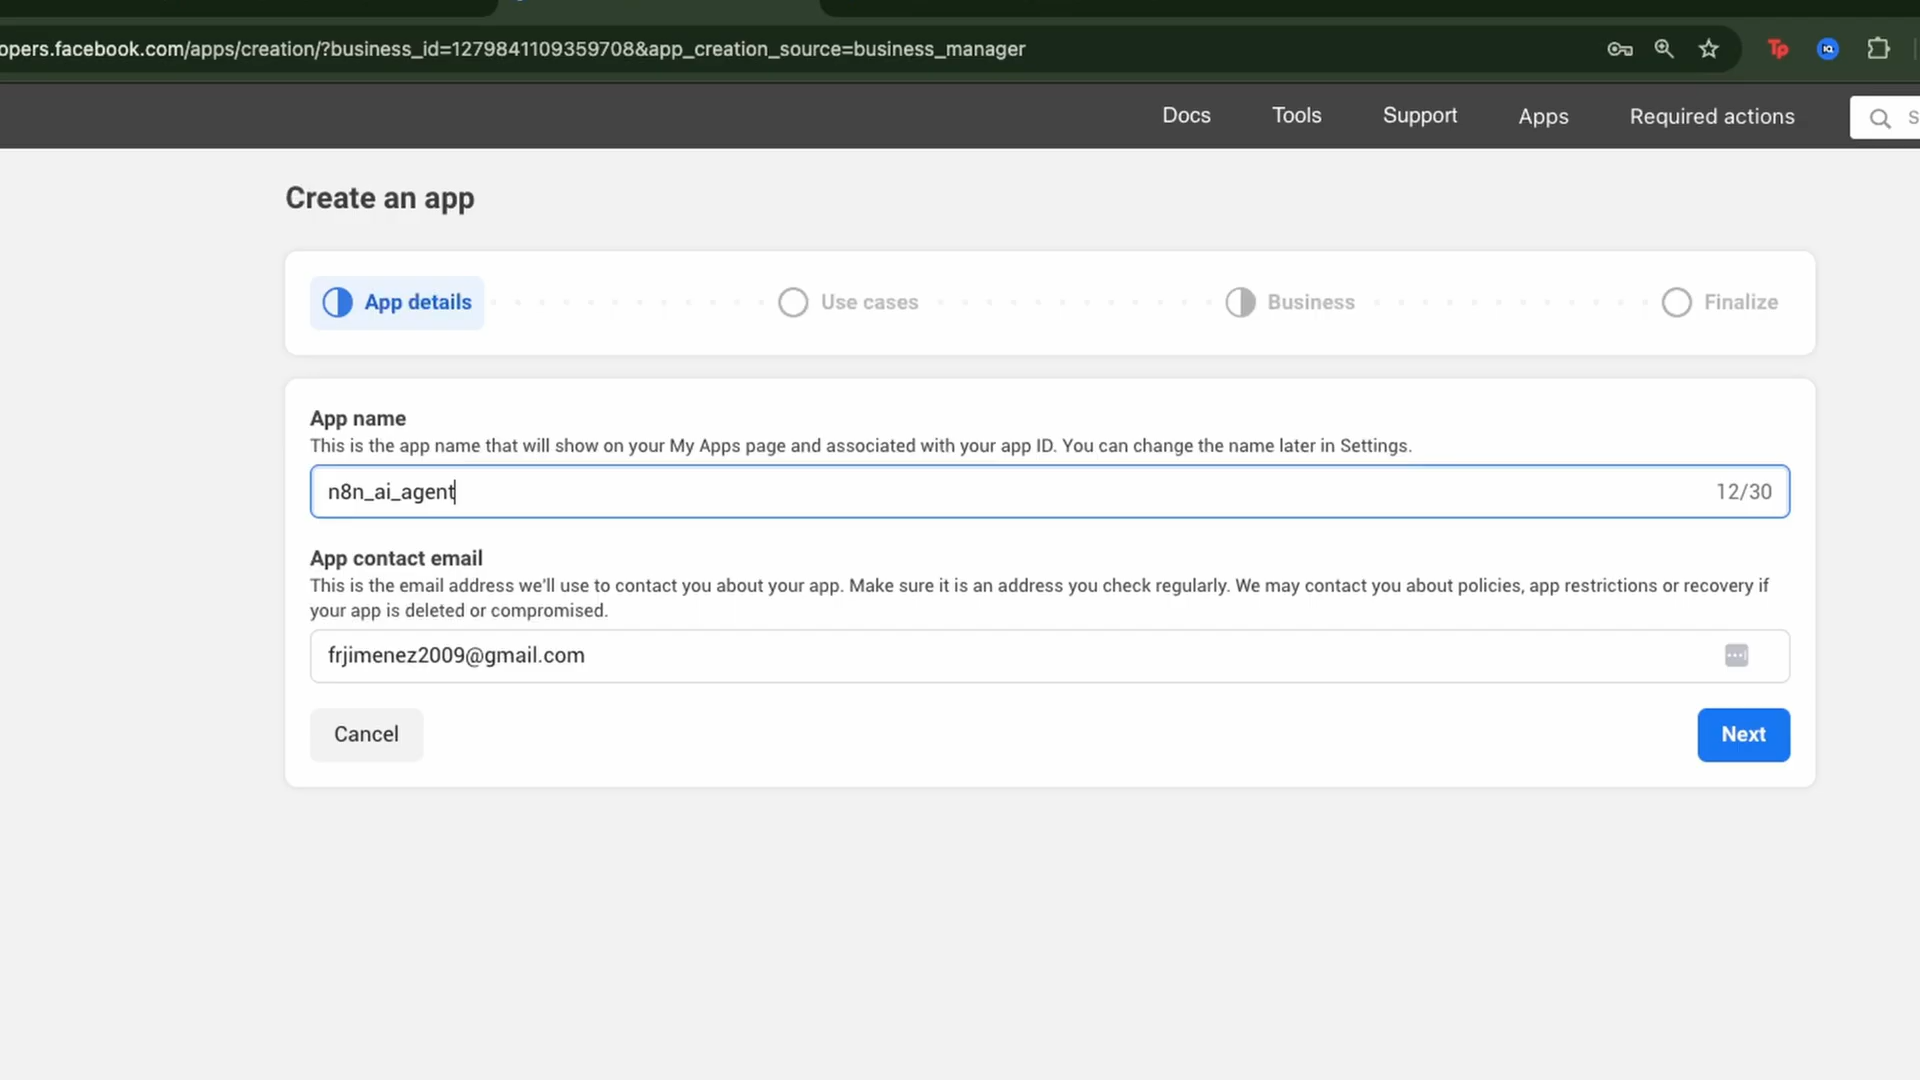 opers.facebook.com/apps/creation/?business_id=1279841109359708&app_creation_source=business_manager
Tp
IQ
Docs
Tools
Support
Apps
Required actions
S
Create an app
App details
Use cases
Business
Finalize
App name
This is the app name that will show on your My Apps page and associated with your app ID. You can change the name later in Settings.
n8n_ai_agent
12/30
App contact email
This is the email address we'll use to contact you about your app. Make sure it is an address you check regularly. We may contact you about policies, app restrictions or recovery if
your app is deleted or compromised.
frjimenez2009@gmail.com
Cancel
Next